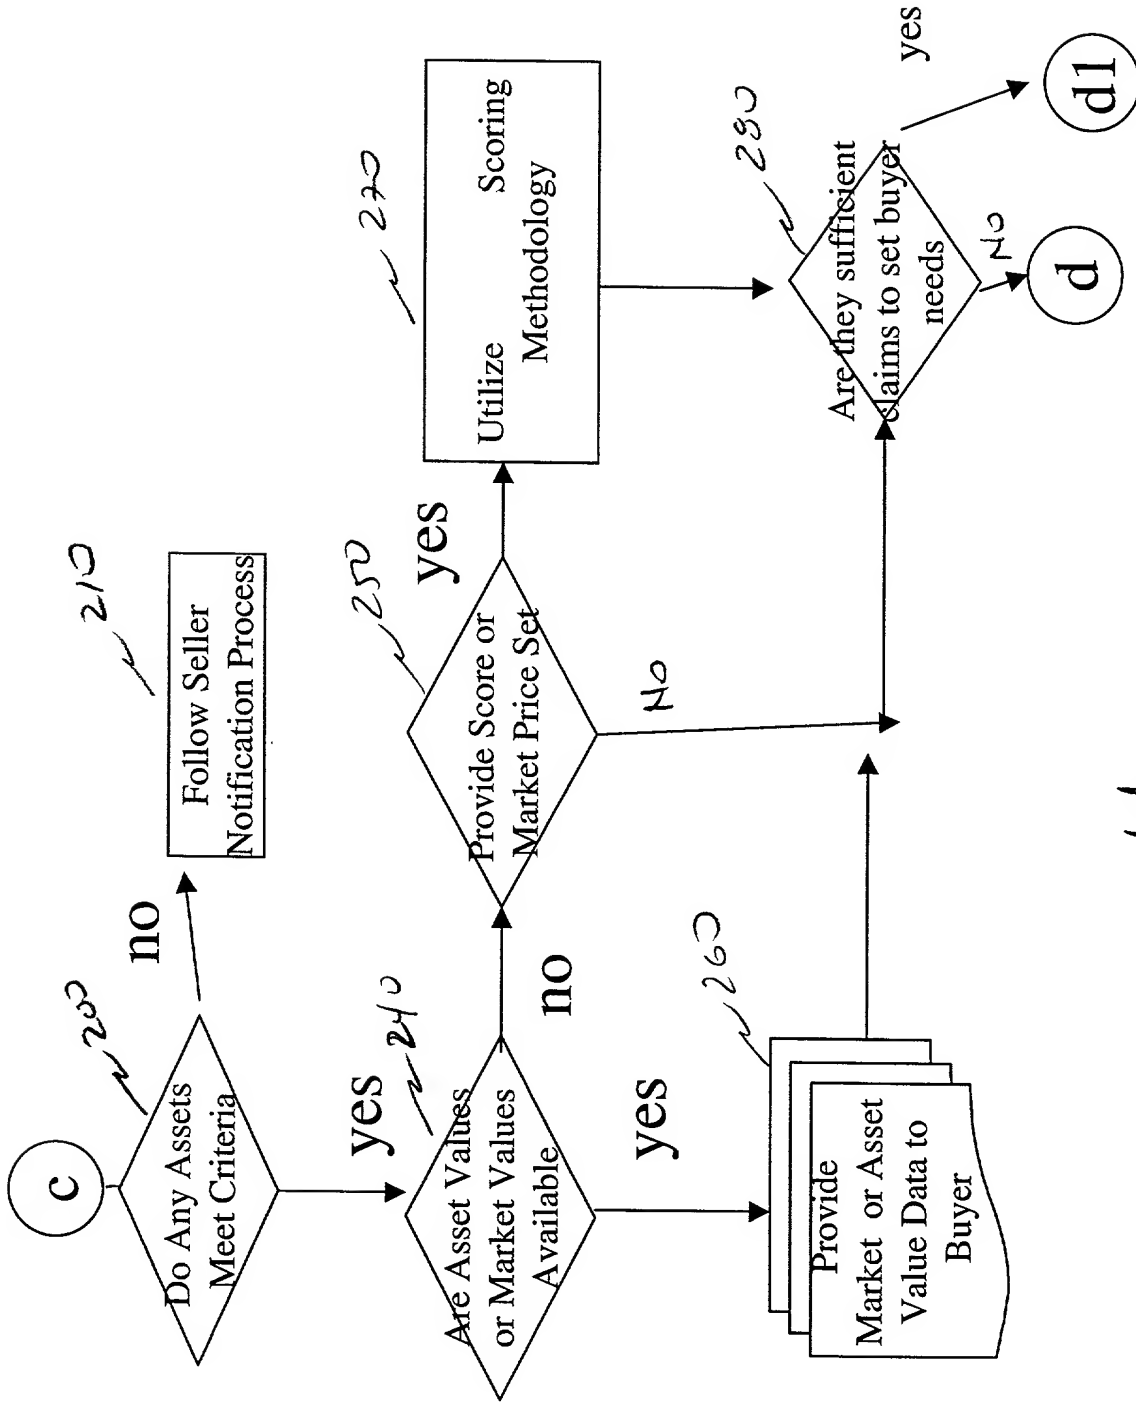 c
200
Do Any Assets
Meet Criteria
no
210
Follow Seller
Notification Process
yes
240
Are Asset Values
or Market Values
Available
no
250
Provide Score or
Market Price Set
yes
270
Utilize Scoring
Methodology
yes
260
Provide
Market or Asset
Value Data to
Buyer
NO
280
Are they sufficient
claims to set buyer
needs
yes
NO
d
d1